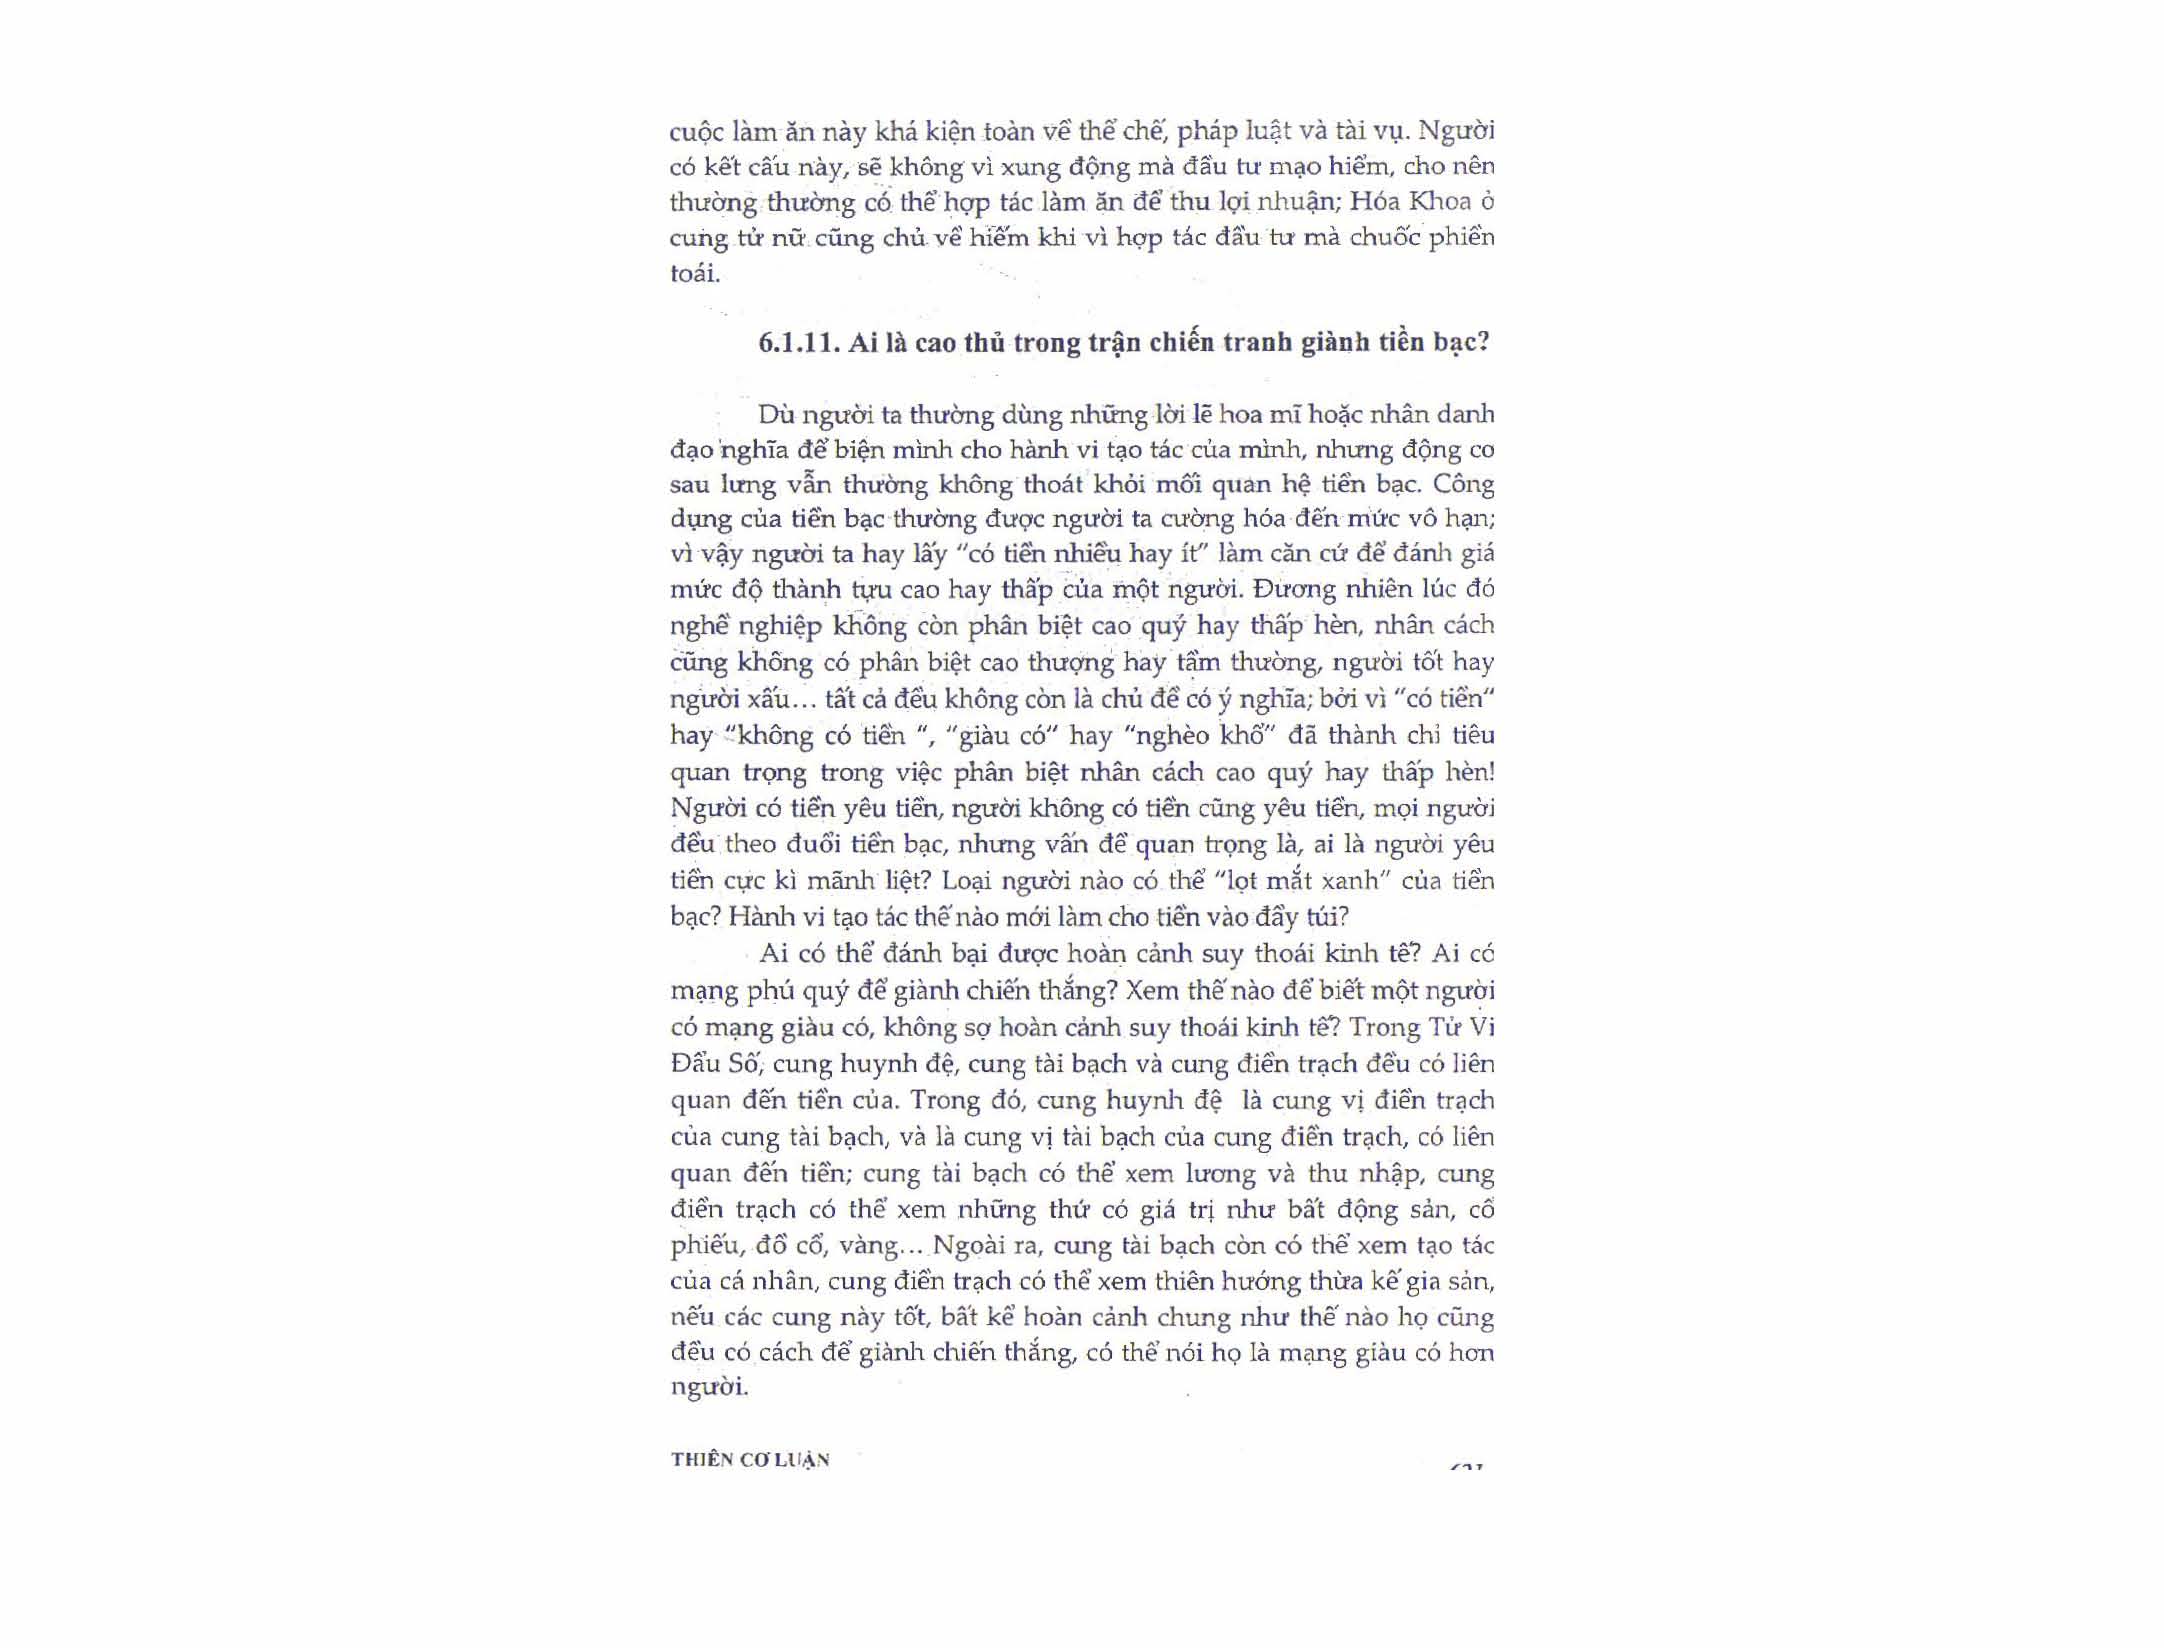 cuộc làm ăn này khá kiện toàn về thể chế, pháp luật và tài vụ. Người
có kết cấu này, sẽ không vì xung động mà đầu tư mạo hiểm, cho nên
thường thường có thể hợp tác làm ăn để thu lợi nhuận; Hóa Khoa ở
cung tử nữ cũng chủ về hiếm khi vì hợp tác đầu tư mà chuốc phiền
toái.
6.1.11. Ai là cao thủ trong trận chiến tranh giành tiền bạc?
Dù người ta thường dùng những lời lẽ hoa mĩ hoặc nhân danh
đạo nghĩa để biện mình cho hành vi tạo tác của mình, nhưng động cơ
sau lưng vẫn thường không thoát khỏi mối quan hệ tiền bạc. Công
dụng của tiền bạc thường được người ta cường hóa đến mức vô hạn;
vì vậy người ta hay lấy "có tiền nhiều hay ít" làm căn cứ để đánh giá
mức độ thành tựu cao hay thấp của một người. Đương nhiên lúc đó
nghề nghiệp không còn phân biệt cao quý hay thấp hèn, nhân cách
cũng không có phân biệt cao thượng hay tầm thường, người tốt hay
người xấu... tất cả đều không còn là chủ đề có ý nghĩa; bởi vì "có tiền"
hay "không có tiền ", "giàu có" hay "nghèo khổ" đã thành chỉ tiêu
quan trọng trong việc phân biệt nhân cách cao quý hay thấp hèn!
Người có tiền yêu tiền, người không có tiền cũng yêu tiền, mọi người
đều theo đuổi tiền bạc, nhưng vấn đề quan trọng là, ai là người yêu
tiền cực kì mãnh liệt? Loại người nào có thể "lọt mắt xanh" của tiền
bạc? Hành vi tạo tác thế nào mới làm cho tiền vào đầy túi?
Ai có thể đánh bại được hoàn cảnh suy thoái kinh tế? Ai có
mạng phú quý để giành chiến thắng? Xem thế nào để biết một người
có mạng giàu có, không sợ hoàn cảnh suy thoái kinh tế? Trong Tử Vi
Đẩu Số, cung huynh đệ, cung tài bạch và cung điền trạch đều có liên
quan đến tiền của. Trong đó, cung huynh đệ là cung vị điền trạch
của cung tài bạch, và là cung vị tài bạch của cung điền trạch, có liên
quan đến tiền; cung tài bạch có thể xem lương và thu nhập, cung
điền trạch có thể xem những thứ có giá trị như bất động sản, cổ
phiếu, đồ cổ, vàng... Ngoài ra, cung tài bạch còn có thể xem tạo tác
của cá nhân, cung điền trạch có thể xem thiên hướng thừa kế gia sản,
nếu các cung này tốt, bất kể hoàn cảnh chung như thế nào họ cũng
đều có cách để giành chiến thắng, có thể nói họ là mạng giàu có hơn
người.
THIÊN CƠ LUẬN